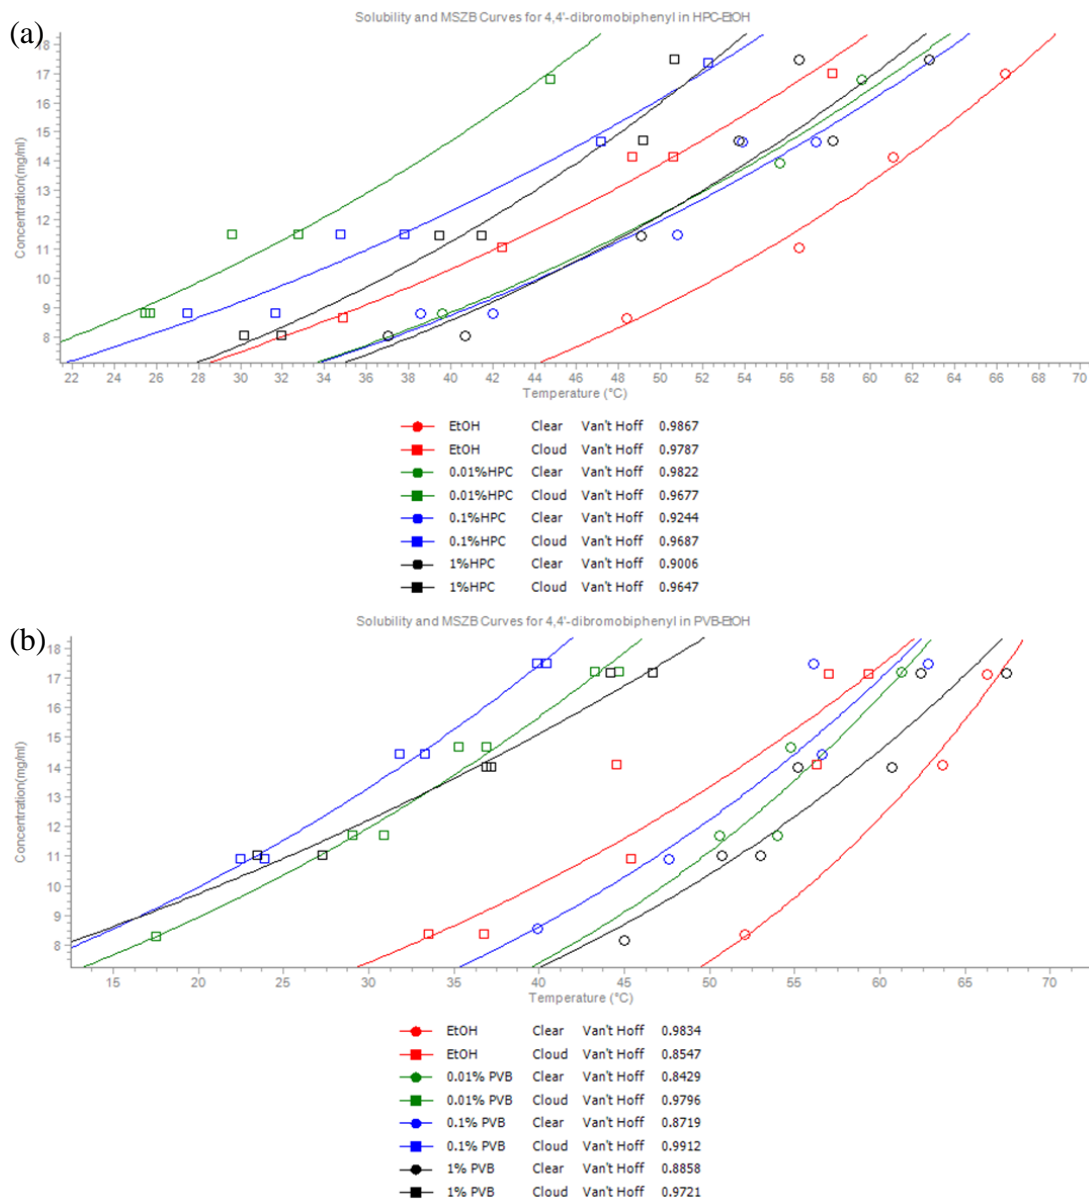 (a)
Solubility and MSZB Curves for 4,4'-dibromobiphenyl in HPC-EtOH
Concentration(mg/ml)
18
17
16
15
14
13
12
11
10
9
8
22 24 26 28 30 32 34 36 38 40 42 44 46 48 50 52 54 56 58 60 62 64 66 68 70
Temperature (°C)
EtOH Clear Van't Hoff 0.9867
EtOH Cloud Van't Hoff 0.9787
0.01%HPC Clear Van't Hoff 0.9822
0.01%HPC Cloud Van't Hoff 0.9677
0.1%HPC Clear Van't Hoff 0.9244
0.1%HPC Cloud Van't Hoff 0.9687
1%HPC Clear Van't Hoff 0.9006
1%HPC Cloud Van't Hoff 0.9647
(b)
Solubility and MSZB Curves for 4,4'-dibromobiphenyl in PVB-EtOH
Concentration(mg/ml)
18
17
16
15
14
13
12
11
10
9
8
15 20 25 30 35 40 45 50 55 60 65 70
Temperature (°C)
EtOH Clear Van't Hoff 0.9834
EtOH Cloud Van't Hoff 0.8547
0.01% PVB Clear Van't Hoff 0.8429
0.01% PVB Cloud Van't Hoff 0.9796
0.1% PVB Clear Van't Hoff 0.8719
0.1% PVB Cloud Van't Hoff 0.9912
1% PVB Clear Van't Hoff 0.8858
1% PVB Cloud Van't Hoff 0.9721